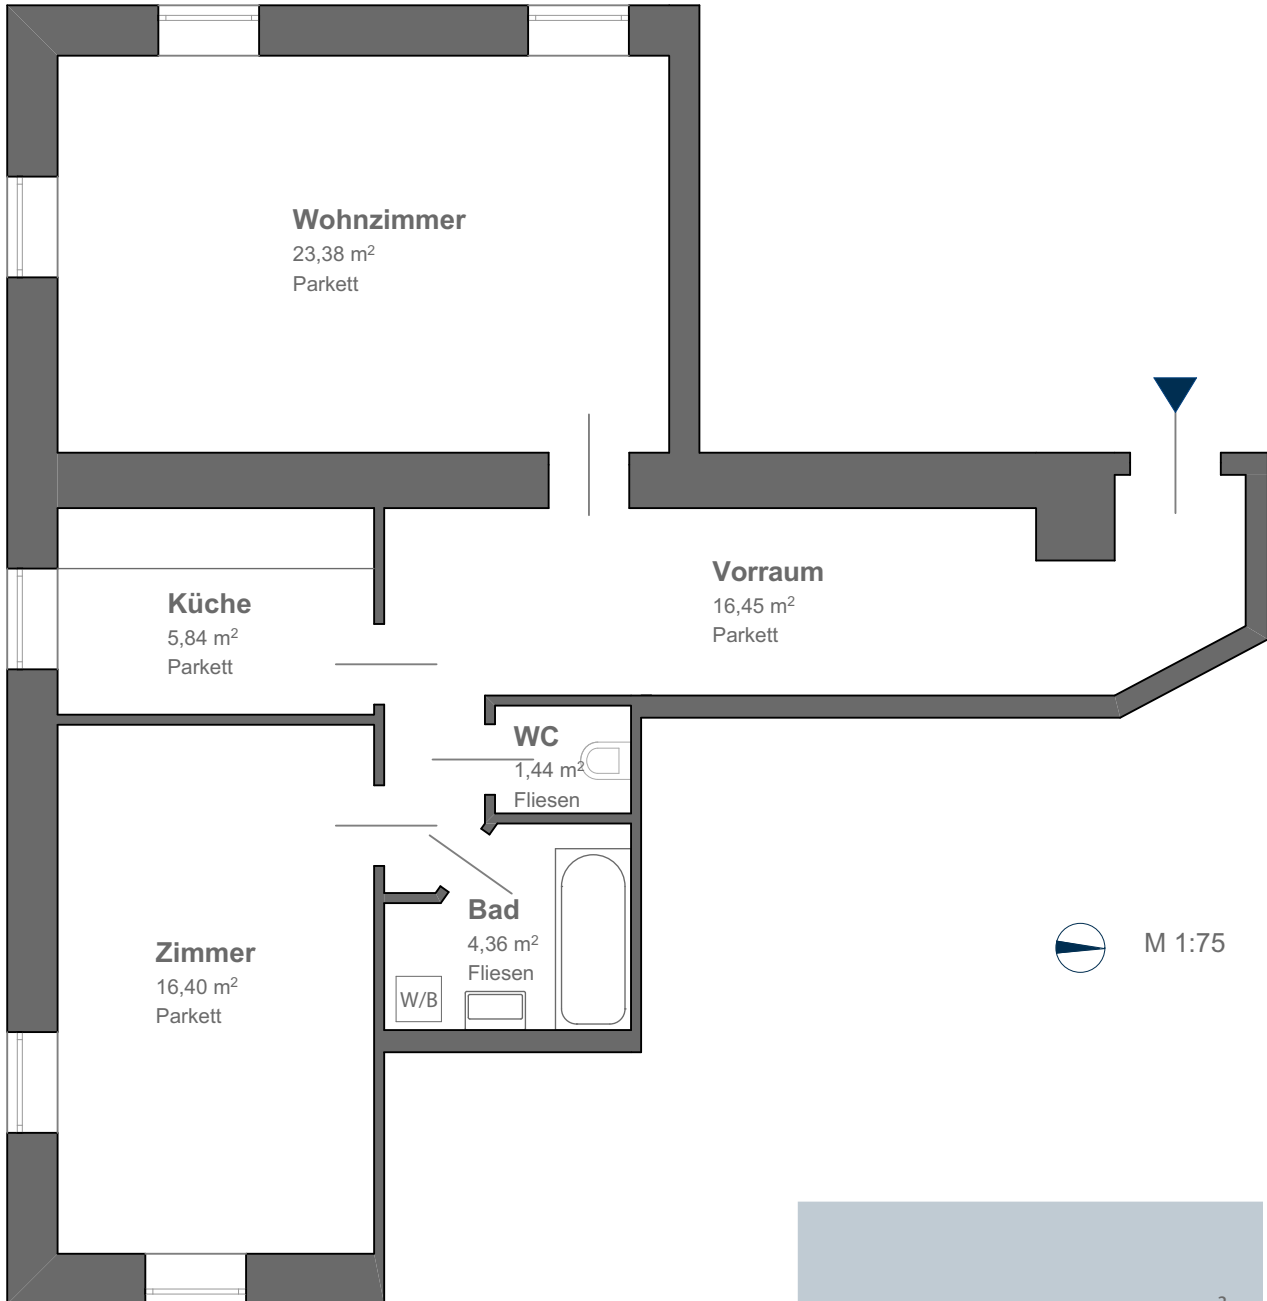 Wohnzimmer
23,38 m²
Parkett
Vorraum
16,45 m²
Parkett
Küche
5,84 m²
Parkett
WC
1,44 m²
Fliesen
Bad
4,36 m²
Fliesen
W/B
Zimmer
16,40 m²
Parkett
M 1:75